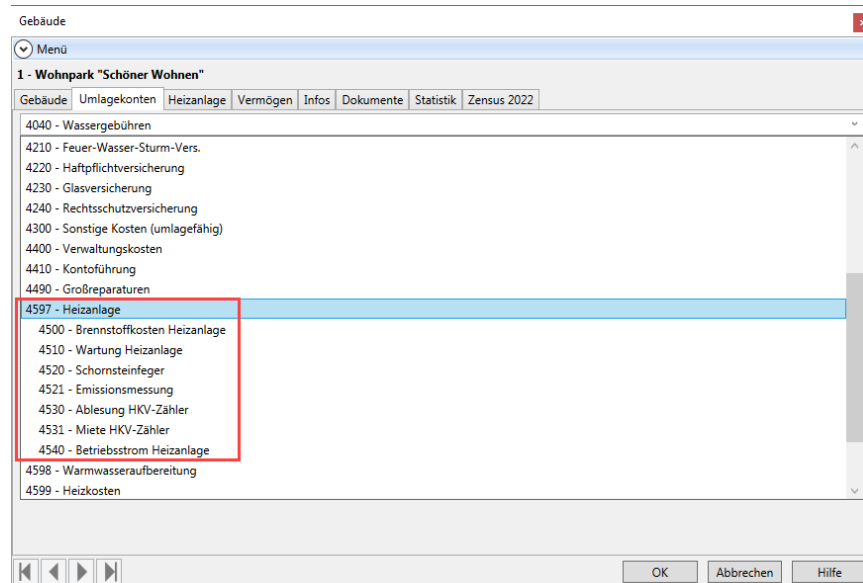 Gebäude
Menü
1 - Wohnpark "Schöner Wohnen"
Gebäude Umlagekonten Heizanlage Vermögen Infos Dokumente Statistik Zensus 2022
4040 - Wassergebühren
4210 - Feuer-Wasser-Sturm-Vers.
4220 - Haftpflichtversicherung
4230 - Glasversicherung
4240 - Rechtsschutzversicherung
4300 - Sonstige Kosten (umlagefähig)
4400 - Verwaltungskosten
4410 - Kontoführung
4490 - Großreparaturen
4597 - Heizanlage
4500 - Brennstoffkosten Heizanlage
4510 - Wartung Heizanlage
4520 - Schornsteinfeger
4521 - Emissionsmessung
4530 - Ablesung HKV-Zähler
4531 - Miete HKV-Zähler
4540 - Betriebsstrom Heizanlage
4598 - Warmwasseraufbereitung
4599 - Heizkosten
OK Abbrechen Hilfe